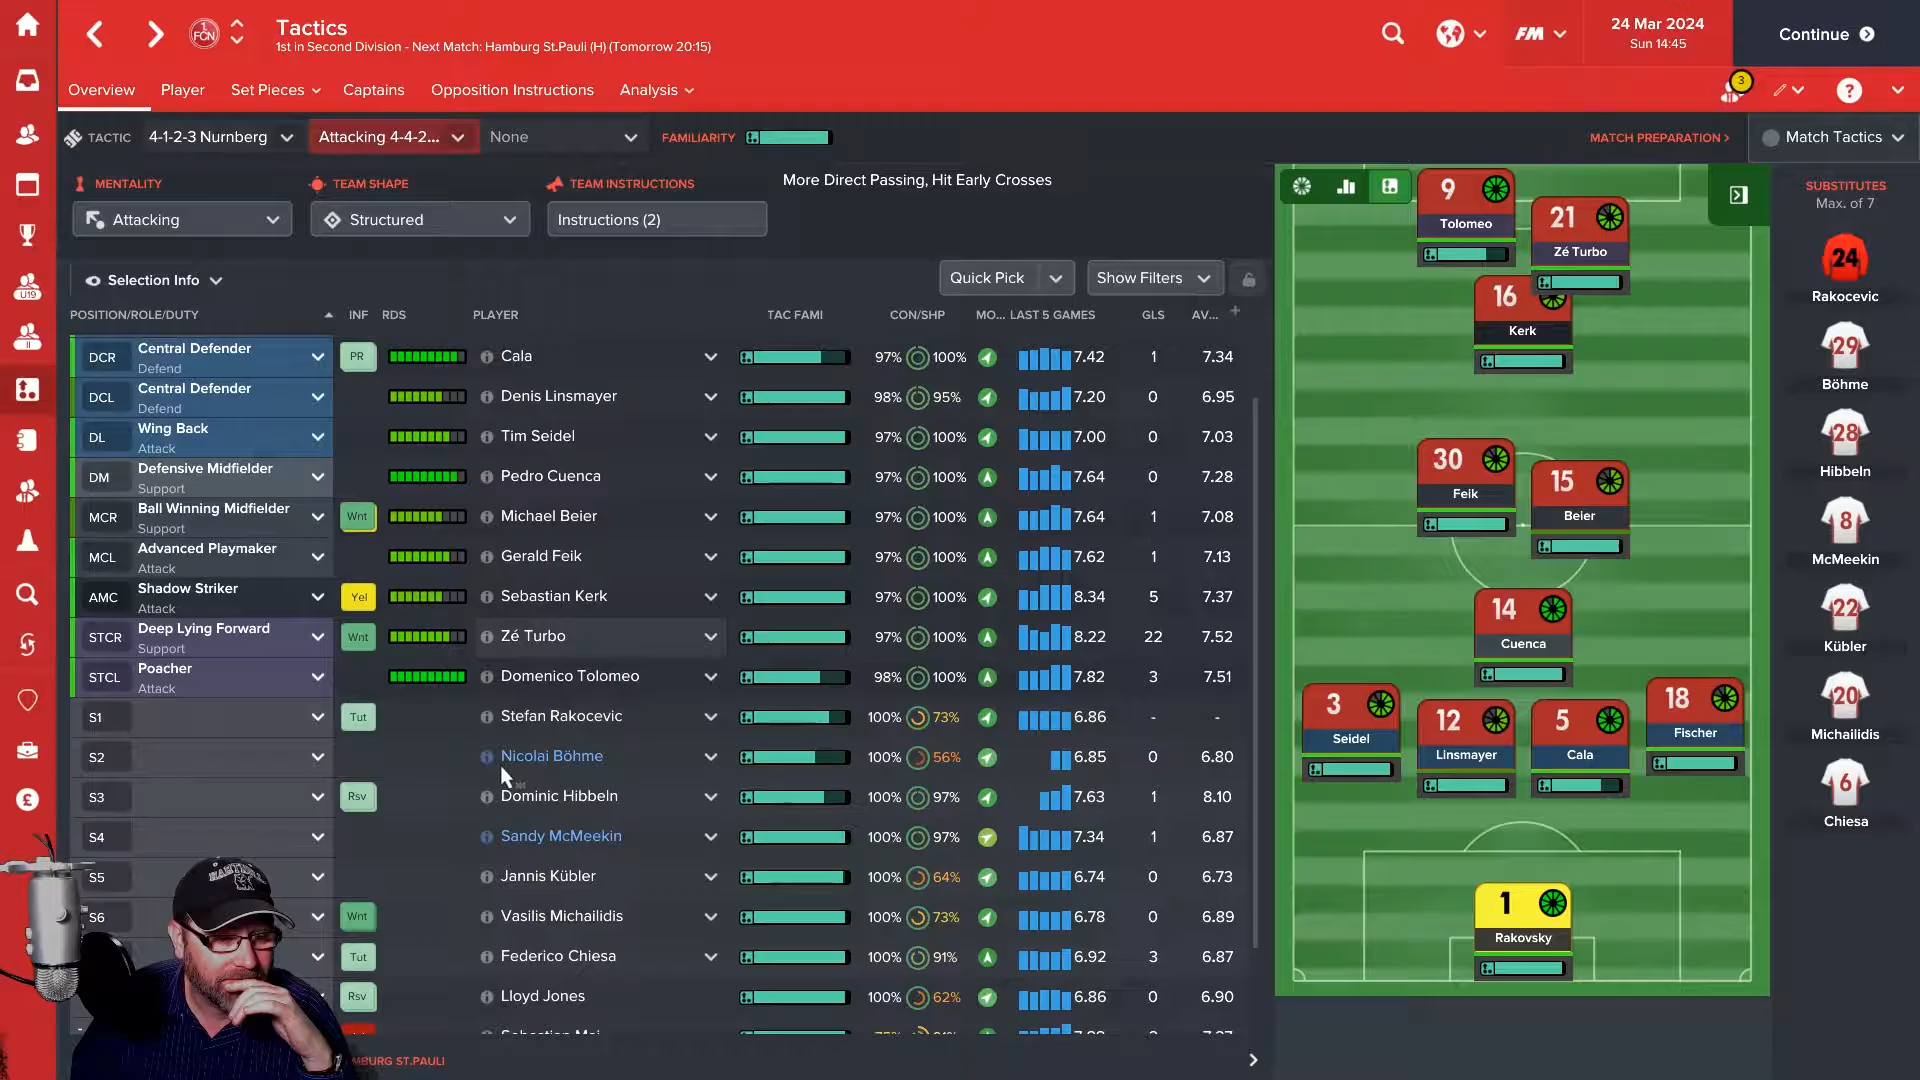 FCN
Tactics
1st in Second Division - Next Match: Hamburg St.Pauli (H) (Tomorrow 20:15)
FM
24 Mar 2024
Sun 14:45
Continue
Overview
Player
Set Pieces
Captains
Opposition Instructions
Analysis
3
?
TACTIC
4-1-2-3 Nurnberg
Attacking 4-4-2...
None
FAMILIARITY
MATCH PREPARATION >
Match Tactics
MENTALITY
TEAM SHAPE
TEAM INSTRUCTIONS
More Direct Passing, Hit Early Crosses
Attacking
Structured
Instructions (2)
Selection Info
Quick Pick
Show Filters
POSITION/ROLE/DUTY INF RDS PLAYER TAC FAMI CON/SHP MO... LAST 5 GAMES GLS AV... +
DCR Central Defender Defend PR Cala 97% 100% 7.42 1 7.34
DCL Central Defender Defend Denis Linsmayer 98% 95% 7.20 0 6.95
DL Wing Back Attack Tim Seidel 97% 100% 7.00 0 7.03
DM Defensive Midfielder Support Pedro Cuenca 97% 100% 7.64 0 7.28
MCR Ball Winning Midfielder Support Wnt Michael Beier 97% 100% 7.64 1 7.08
MCL Advanced Playmaker Attack Gerald Feik 97% 100% 7.62 1 7.13
AMC Shadow Striker Attack Yel Sebastian Kerk 97% 100% 8.34 5 7.37
STCR Deep Lying Forward Support Wnt Zé Turbo 97% 100% 8.22 22 7.52
STCL Poacher Attack Domenico Tolomeo 98% 100% 7.82 3 7.51
S1 Tut Stefan Rakocevic 100% 73% 6.86 - -
S2 Nicolai Böhme 100% 56% 6.85 0 6.80
S3 Rsv Dominic Hibbeln 100% 97% 7.63 1 8.10
S4 Sandy McMeekin 100% 97% 7.34 1 6.87
S5 Jannis Kübler 100% 64% 6.74 0 6.73
S6 Wnt Vasilis Michailidis 100% 73% 6.78 0 6.89
Tut Federico Chiesa 100% 91% 6.92 3 6.87
Rsv Lloyd Jones 100% 62% 6.86 0 6.90
BURG ST.PAULI
9
Tolomeo
21
Zé Turbo
16
Kerk
30
Feik
15
Beier
14
Cuenca
3
Seidel
12
Linsmayer
5
Cala
18
Fischer
1
Rakovsky
SUBSTITUTES
Max. of 7
24
Rakocevic
29
Böhme
28
Hibbeln
8
McMeekin
22
Kübler
20
Michailidis
6
Chiesa
U19
II
£